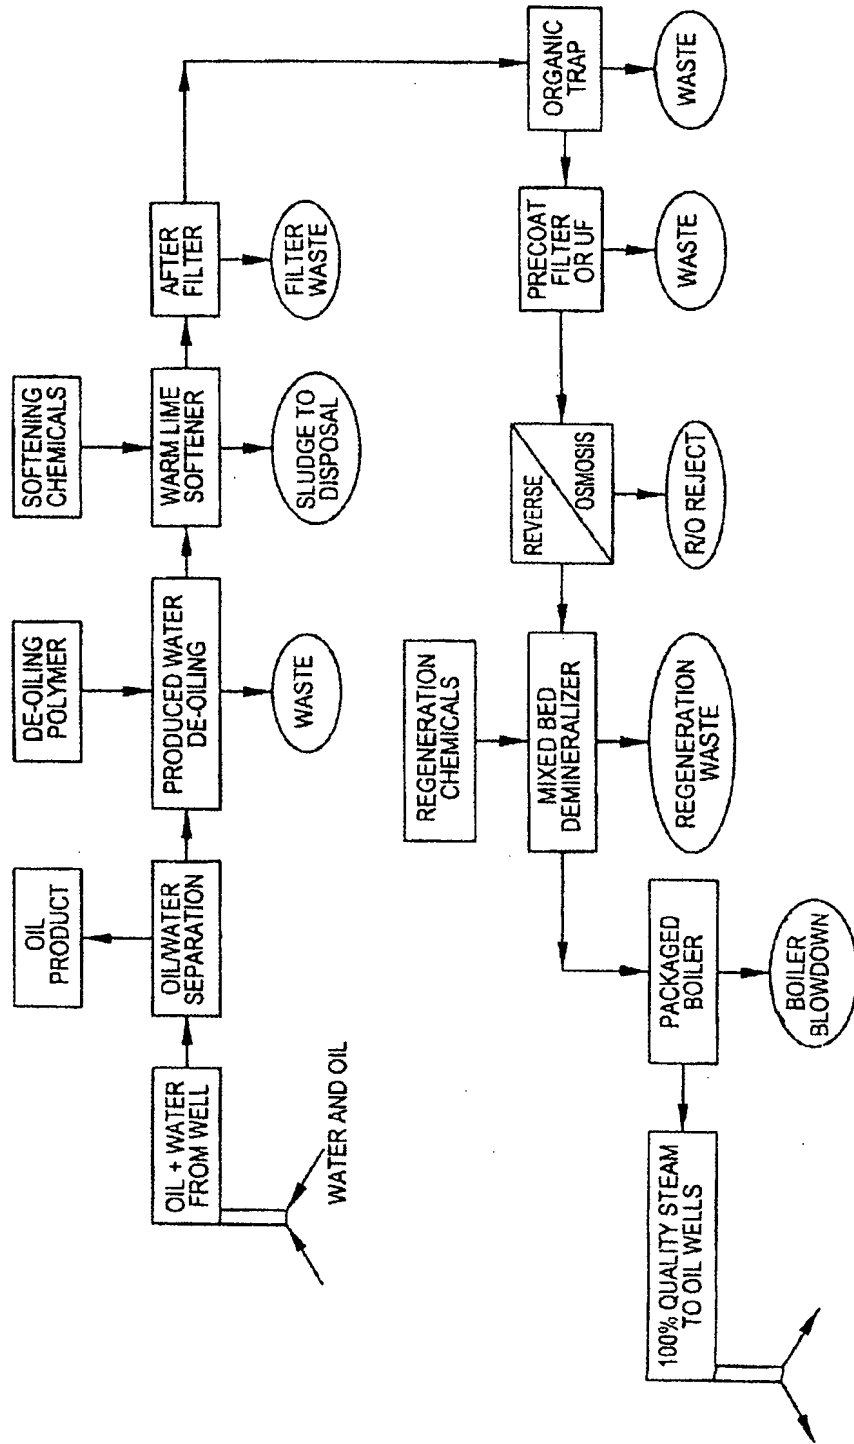 OIL
PRODUCT
DE-OILING
POLYMER
SOFTENING
CHEMICALS
OIL + WATER
FROM WELL
OIL/WATER
SEPARATION
PRODUCED WATER
DE-OILING
WARM LIME
SOFTENER
AFTER
FILTER
WATER AND OIL
WASTE
SLUDGE TO
DISPOSAL
FILTER
WASTE
REGENERATION
CHEMICALS
MIXED BED
DEMINERALIZER
REVERSE
OSMOSIS
PRECOAT
FILTER
OR UF
ORGANIC
TRAP
REGENERATION
WASTE
R/O REJECT
WASTE
WASTE
100% QUALITY STEAM
TO OIL WELLS
PACKAGED
BOILER
BOILER
BLOWDOWN